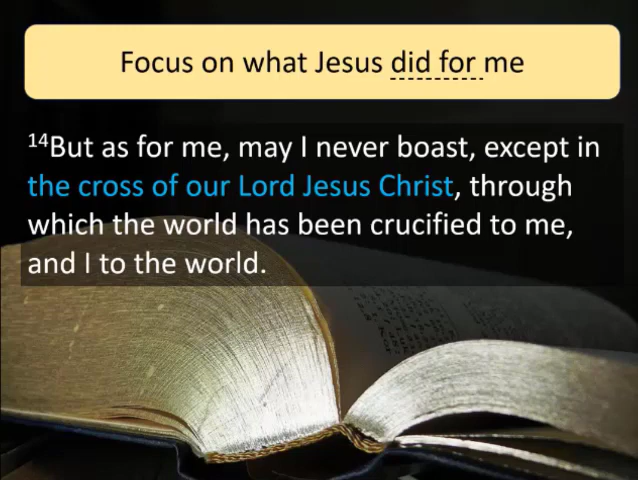 Focus on what Jesus did for me
¹⁴But as for me, may I never boast, except in
the cross of our Lord Jesus Christ, through
which the world has been crucified to me,
and I to the world.